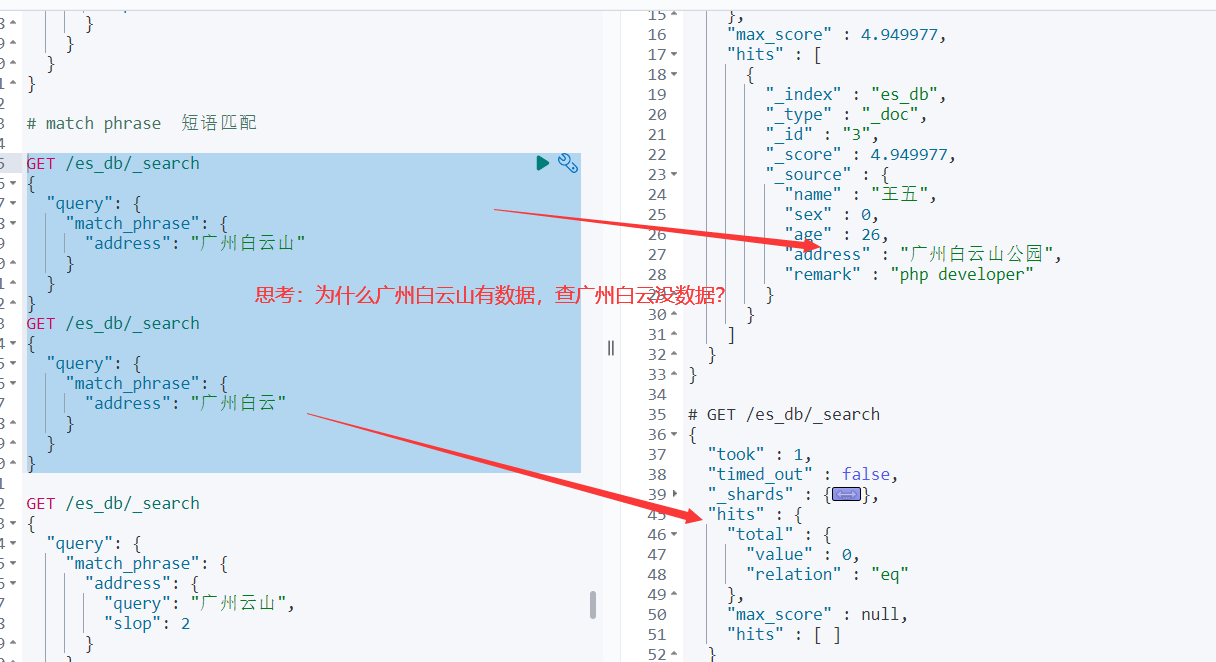 }
}
}
}
# match phrase 短语匹配
GET /es_db/_search
{
"query": {
"match_phrase": {
"address": "广州白云山"
}
}
}
GET /es_db/_search
{
"query": {
"match_phrase": {
"address": "广州白云"
}
}
}
GET /es_db/_search
{
"query": {
"match_phrase": {
"address": {
"query": "广州云山",
"slop": 2
}
}
思考：为什么广州白云山有数据，查广州白云没数据？
15 },
16 "max_score" : 4.949977,
17 "hits" : [
18 {
19 "_index" : "es_db",
20 "_type" : "_doc",
21 "_id" : "3",
22 "_score" : 4.949977,
23 "_source" : {
24 "name" : "王五",
25 "sex" : 0,
26 "age" : 26,
27 "address" : "广州白云山公园",
28 "remark" : "php developer"
29 }
30 }
31 ]
32 }
33 }
34
35 # GET /es_db/_search
36 {
37 "took" : 1,
38 "timed_out" : false,
39 "_shards" : {},
45 "hits" : {
46 "total" : {
47 "value" : 0,
48 "relation" : "eq"
49 },
50 "max_score" : null,
51 "hits" : [ ]
52 }